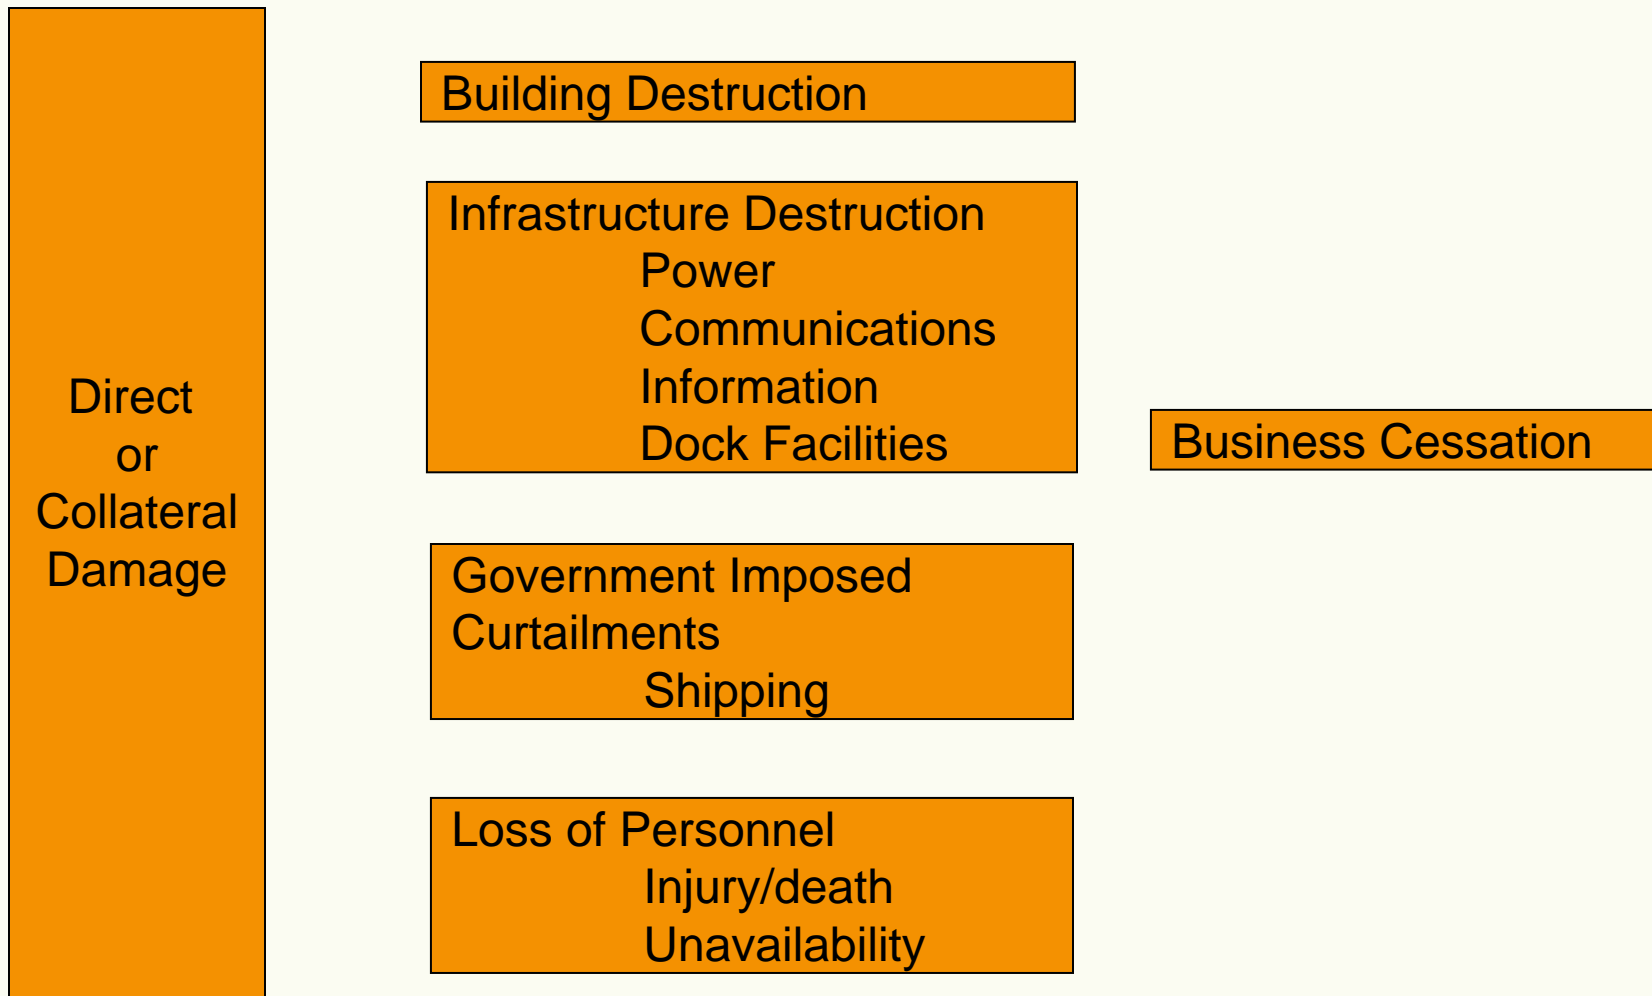 Direct
or
Collateral
Damage
Building Destruction
Infrastructure Destruction
Power
Communications
Information
Dock Facilities
Government Imposed
Curtailments
Shipping
Loss of Personnel
Injury/death
Unavailability
Business Cessation